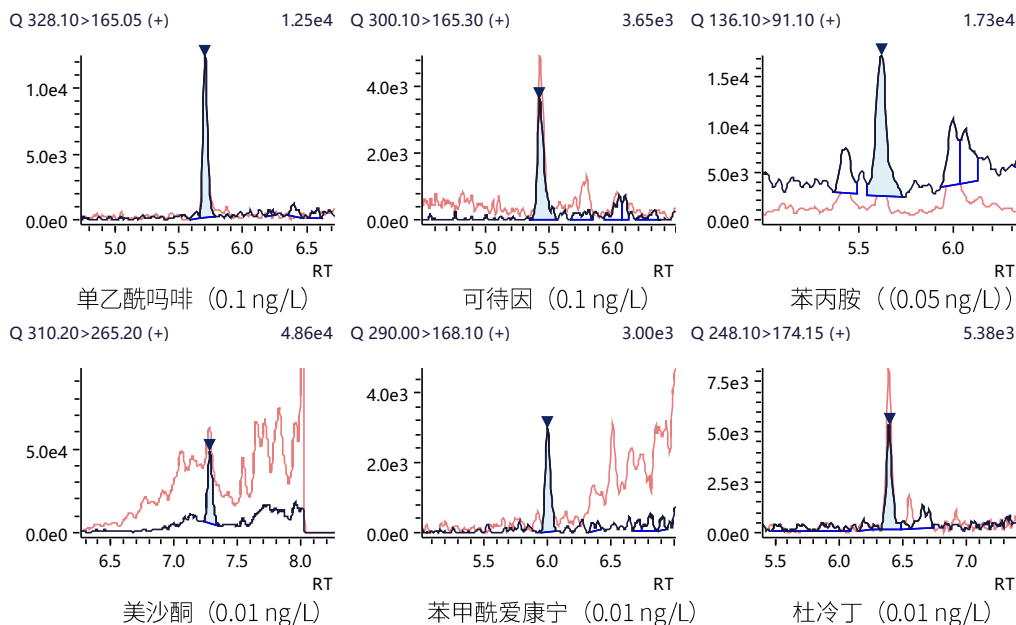 Q 328.10>165.05 (+) 1.25e4
1.0e4
5.0e3
0.0e0
5.0 5.5 6.0 6.5
RT
单乙酰吗啡（0.1 ng/L）
Q 300.10>165.30 (+) 3.65e3
4.0e3
2.0e3
0.0e0
5.0 5.5 6.0
RT
可待因（0.1 ng/L）
Q 136.10>91.10 (+) 1.73e4
1.5e4
1.0e4
5.0e3
0.0e0
5.5 6.0
RT
苯丙胺（（0.05 ng/L））
Q 310.20>265.20 (+) 4.86e4
5.0e4
0.0e0
6.5 7.0 7.5 8.0
RT
美沙酮（0.01 ng/L）
Q 290.00>168.10 (+) 3.00e3
4.0e3
2.0e3
0.0e0
5.5 6.0 6.5
RT
苯甲酰爱康宁（0.01 ng/L）
Q 248.10>174.15 (+) 5.38e3
7.5e3
5.0e3
2.5e3
0.0e0
5.5 6.0 6.5 7.0
RT
杜冷丁（0.01 ng/L）